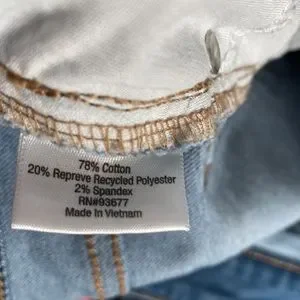 78% Cotton
20% Repreve Recycled Polyester
2% Spandex
RN#93677
Made in Vietnam